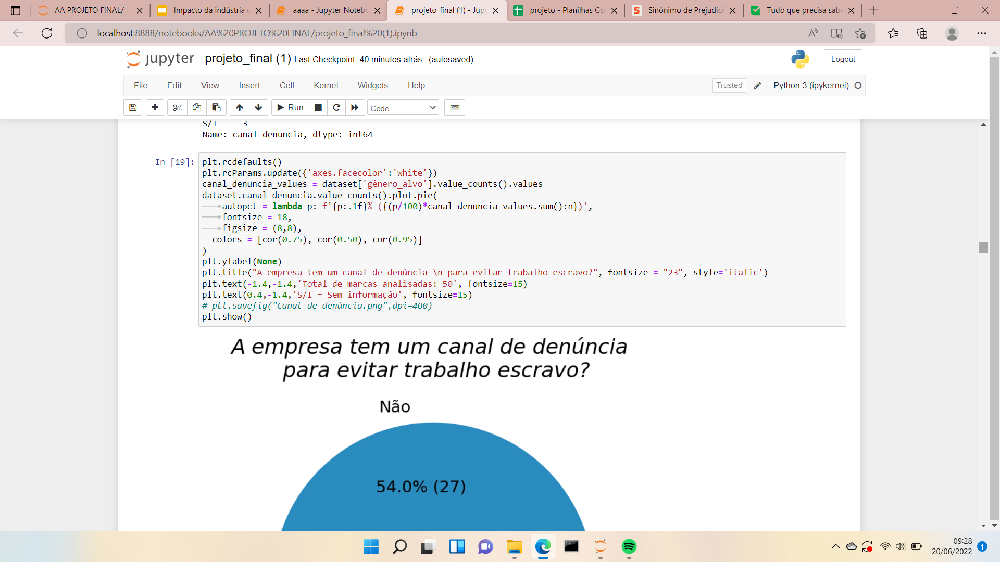 AA PROJETO FINAL/
Impacto da indústria
aaaa - Jupyter Notebo
projeto_final (1) - Jupy
projeto - Planilhas Go
Sinônimo de Prejudici
Tudo que precisa sabe
localhost:8888/notebooks/AA%20PROJETO%20FINAL/projeto_final%20(1).ipynb
jupyter projeto_final (1) Last Checkpoint: 40 minutos atrás (autosaved)
Logout
File Edit View Insert Cell Kernel Widgets Help
Trusted Python 3 (ipykernel)
Run Code
S/I 3
Name: canal_denuncia, dtype: int64
In [19]:
plt.rcdefaults()
plt.rcParams.update({'axes.facecolor':'white'})
canal_denuncia_values = dataset['gênero_alvo'].value_counts().values
dataset.canal_denuncia.value_counts().plot.pie(
autopct = lambda p: f'{p:.1f}% ({(p/100)*canal_denuncia_values.sum():n})',
fontsize = 18,
figsize = (8,8),
colors = [cor(0.75), cor(0.50), cor(0.95)]
)
plt.ylabel(None)
plt.title("A empresa tem um canal de denúncia \n para evitar trabalho escravo?", fontsize = "23", style='italic')
plt.text(-1.4,-1.4,'Total de marcas analisadas: 50', fontsize=15)
plt.text(0.4,-1.4,'S/I = Sem informação', fontsize=15)
# plt.savefig("Canal de denúncia.png",dpi=400)
plt.show()
A empresa tem um canal de denúncia
para evitar trabalho escravo?
Não
54.0% (27)
09:28
20/06/2022
1